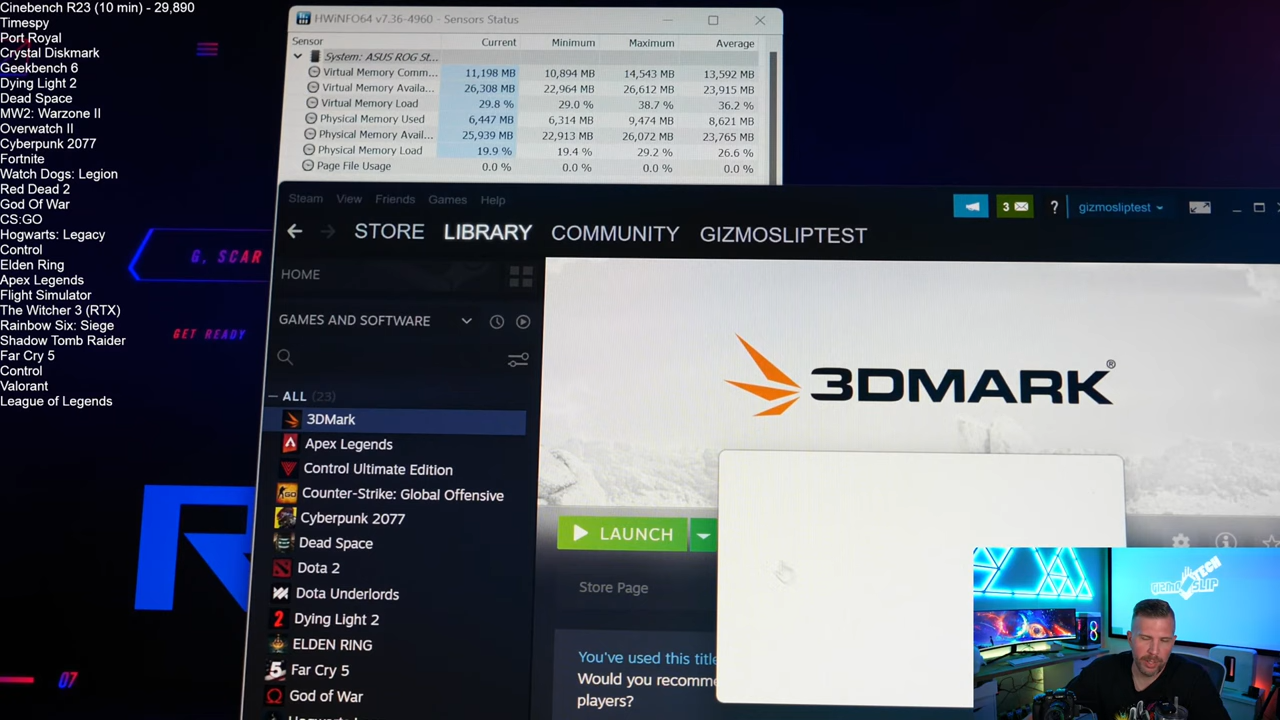 Cinebench R23 (10 min) - 29,890
Timespy
Port Royal
Crystal Diskmark
Geekbench 6
Dying Light 2
Dead Space
MW2: Warzone II
Overwatch II
Cyberpunk 2077
Fortnite
Watch Dogs: Legion
Red Dead 2
God Of War
CS:GO
Hogwarts: Legacy
Control
Elden Ring
Apex Legends
Flight Simulator
The Witcher 3 (RTX)
Rainbow Six: Siege
Shadow Tomb Raider
Far Cry 5
Control
Valorant
League of Legends
G, SCAR
GET READY
07
HWiNFO64 v7.36-4960 - Sensors Status
Sensor Current Minimum Maximum Average
System: ASUS ROG St...
Virtual Memory Comm... 11,198 MB 10,894 MB 14,543 MB 13,592 MB
Virtual Memory Availa... 26,308 MB 22,964 MB 26,612 MB 23,915 MB
Virtual Memory Load 29.8 % 29.0 % 38.7 % 36.2 %
Physical Memory Used 6,447 MB 6,314 MB 9,474 MB 8,621 MB
Physical Memory Avail... 25,939 MB 22,913 MB 26,072 MB 23,765 MB
Physical Memory Load 19.9 % 19.4 % 29.2 % 26.6 %
Page File Usage 0.0 % 0.0 % 0.0 % 0.0 %
Steam View Friends Games Help
3 ? gizmosliptest
STORE LIBRARY COMMUNITY GIZMOSLIPTEST
HOME
GAMES AND SOFTWARE
ALL (23)
3DMark
Apex Legends
Control Ultimate Edition
Counter-Strike: Global Offensive
Cyberpunk 2077
Dead Space
Dota 2
Dota Underlords
Dying Light 2
ELDEN RING
Far Cry 5
God of War
3DMARK®
LAUNCH
Store Page
You've used this title
Would you recomme
players?
GIZMOSLIP
TECH